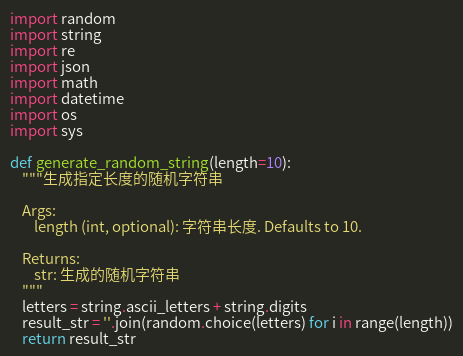 import random
import string
import re
import json
import math
import datetime
import os
import sys

def generate_random_string(length=10):
    """生成指定长度的随机字符串

    Args:
        length (int, optional): 字符串长度. Defaults to 10.

    Returns:
        str: 生成的随机字符串
    """
    letters = string.ascii_letters + string.digits
    result_str = ''.join(random.choice(letters) for i in range(length))
    return result_str